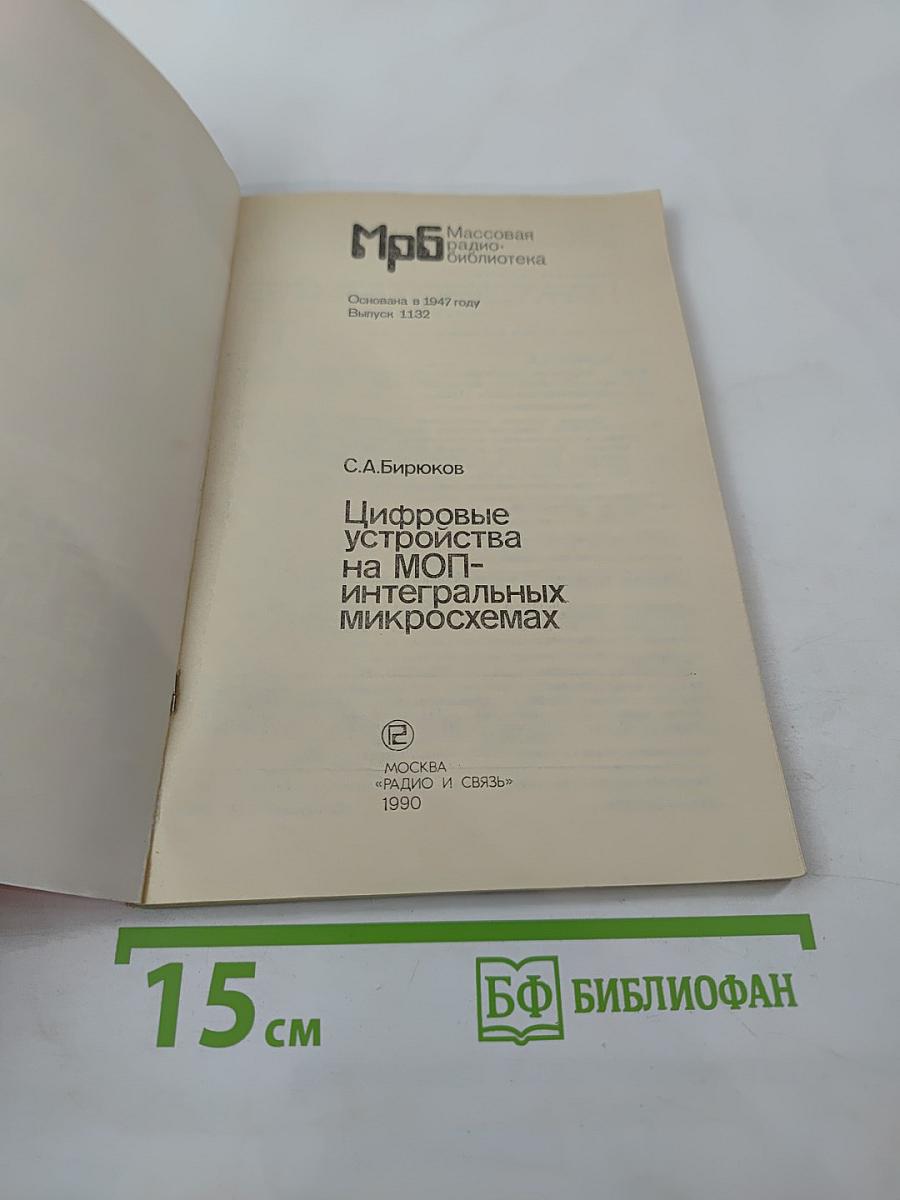 МрБ Массовая
радио-
библиотека
Основана в 1947 году
Выпуск 1132
С.А.Бирюков
Цифровые
устройства
на МОП-
интегральных
микросхемах
МОСКВА
«РАДИО И СВЯЗЬ»
1990
15 см
БФ БИБЛИОФАН